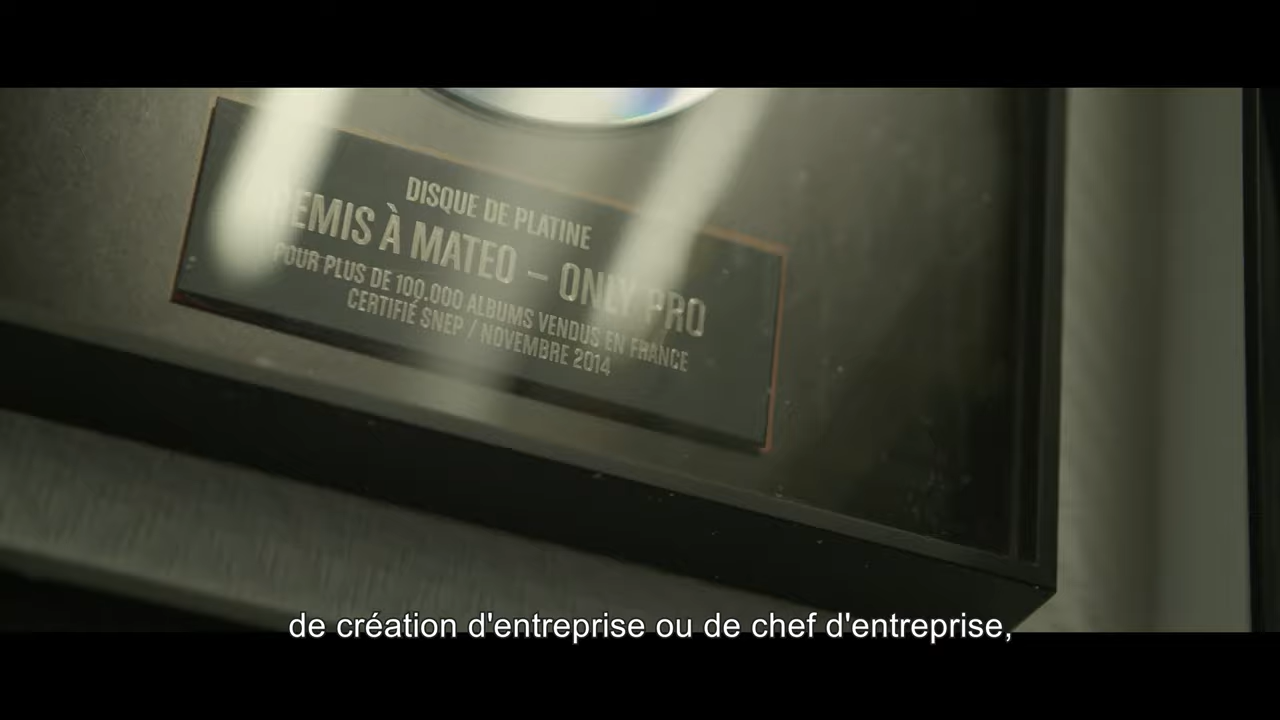 DISQUE DE PLATINE
REMIS À MATEO – ONLY PRO
POUR PLUS DE 100.000 ALBUMS VENDUS EN FRANCE
CERTIFIÉ SNEP / NOVEMBRE 2014
de création d'entreprise ou de chef d'entreprise,